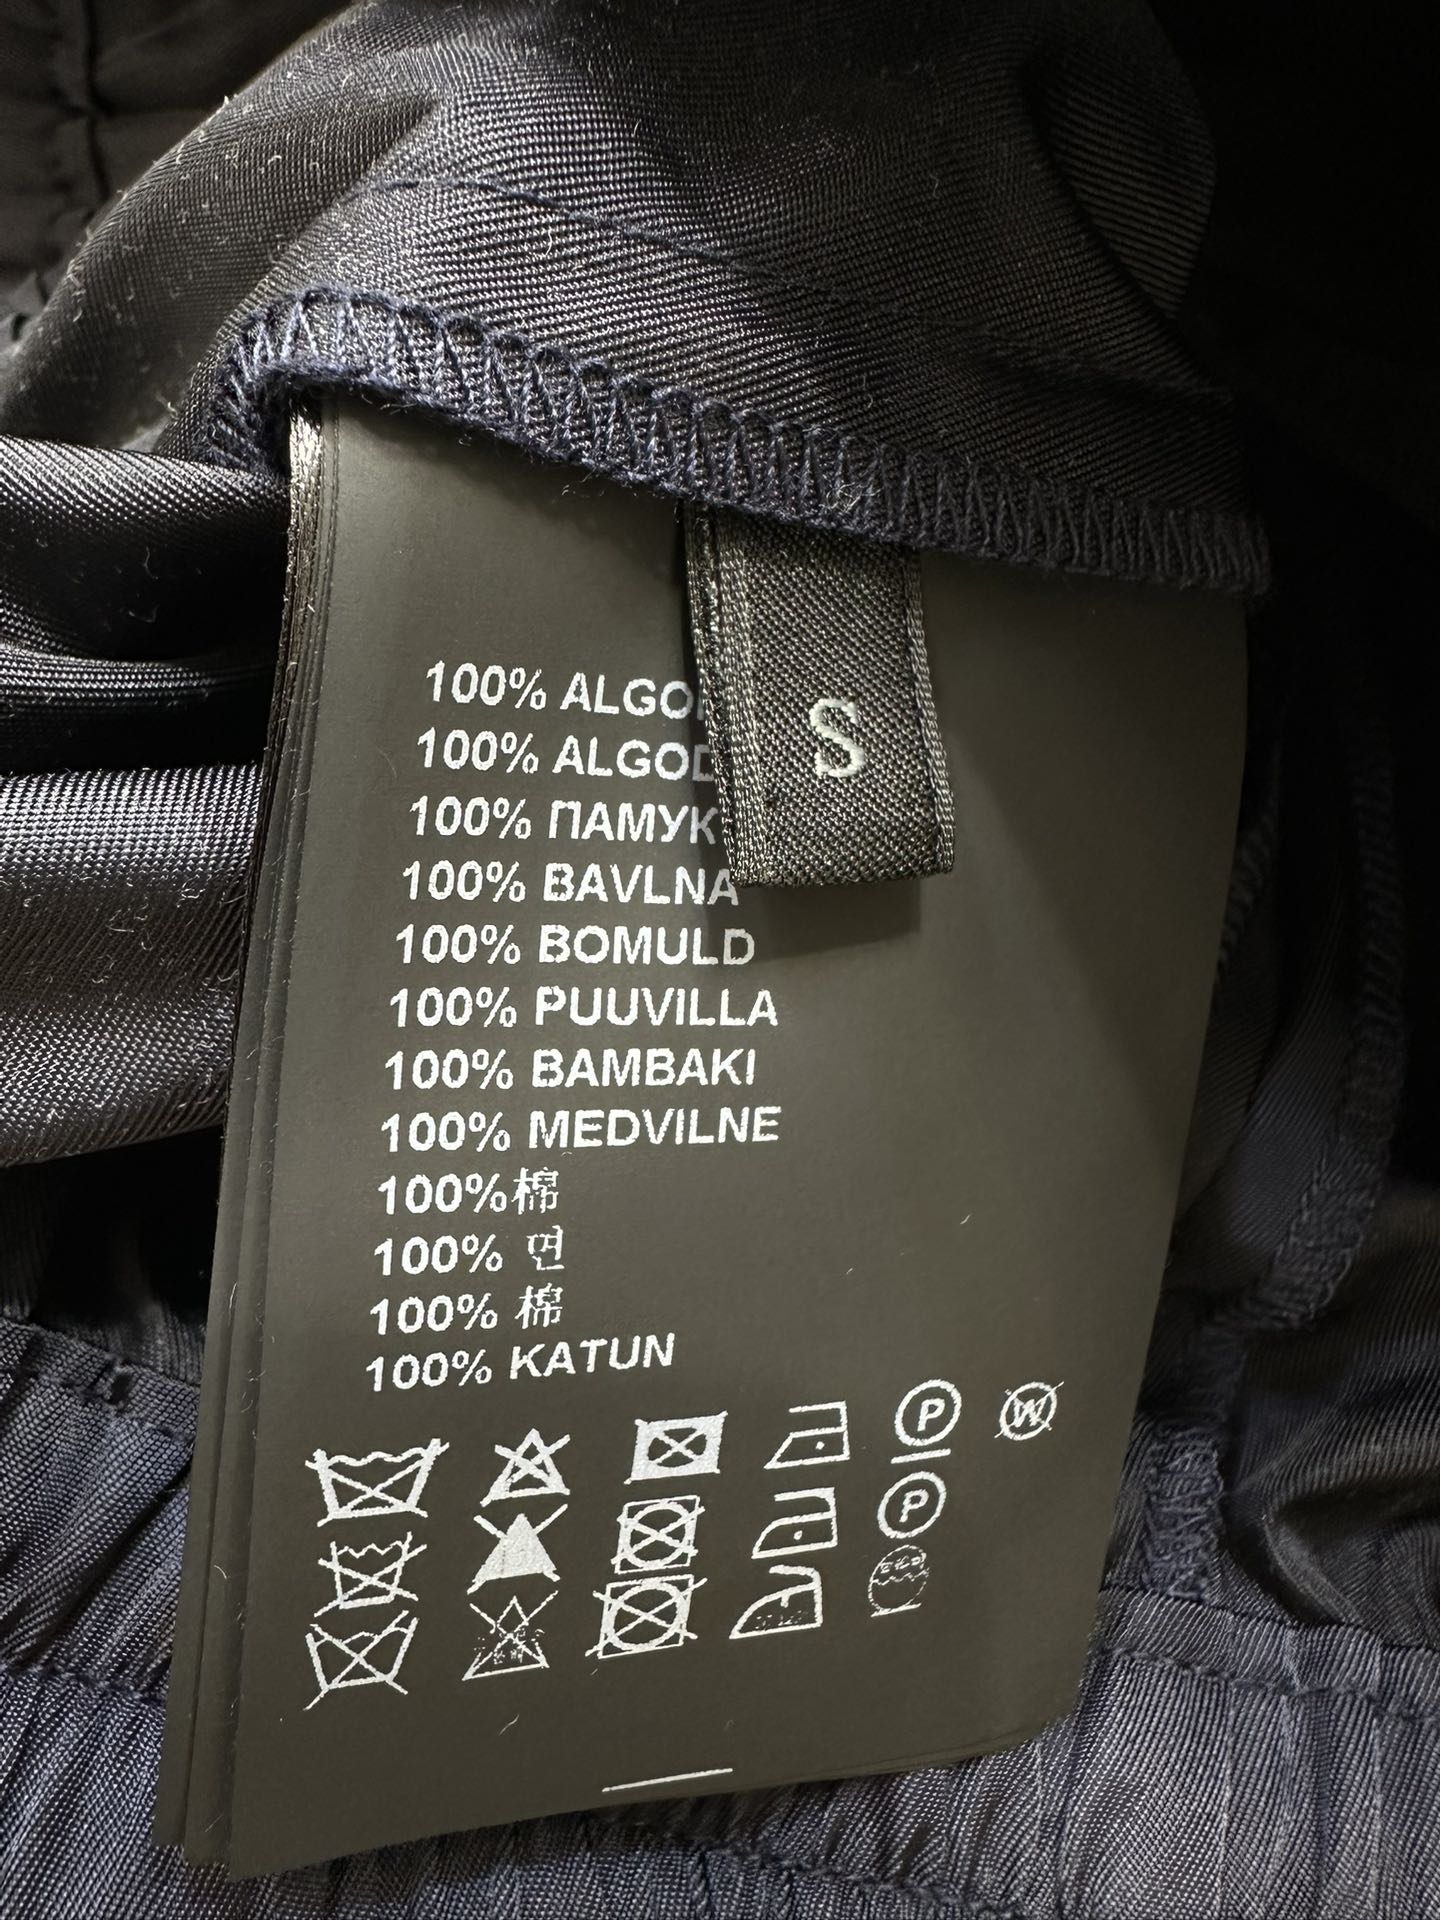 S
100% ALGO
100% ALGOD
100% ПАМУК
100% BAVLNA
100% BOMULD
100% PUUVILLA
100% BAMBAKI
100% MEDVILNE
100%棉
100% 면
100% 棉
100% KATUN
P W
P